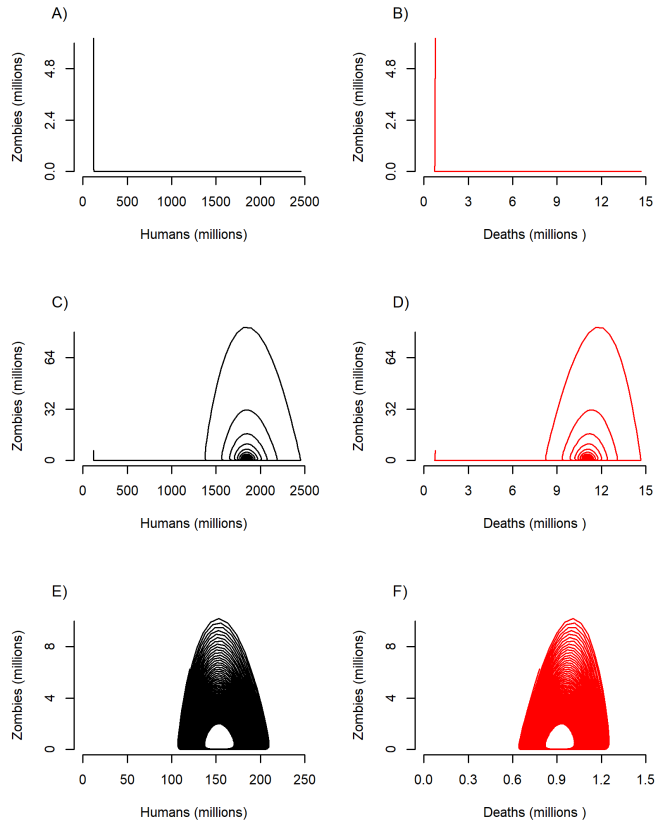 A)
Zombies (millions)
0.0 2.4 4.8
0 500 1000 1500 2000 2500
Humans (millions)
B)
Zombies (millions)
0.0 2.4 4.8
0 3 6 9 12 15
Deaths (millions )
C)
Zombies (millions)
0 32 64
0 500 1000 1500 2000 2500
Humans (millions)
D)
Zombies (millions)
0 32 64
0 3 6 9 12 15
Deaths (millions )
E)
Zombies (millions)
0 4 8
0 50 100 150 200 250
Humans (millions)
F)
Zombies (millions)
0 4 8
0.0 0.3 0.6 0.9 1.2 1.5
Deaths (millions )